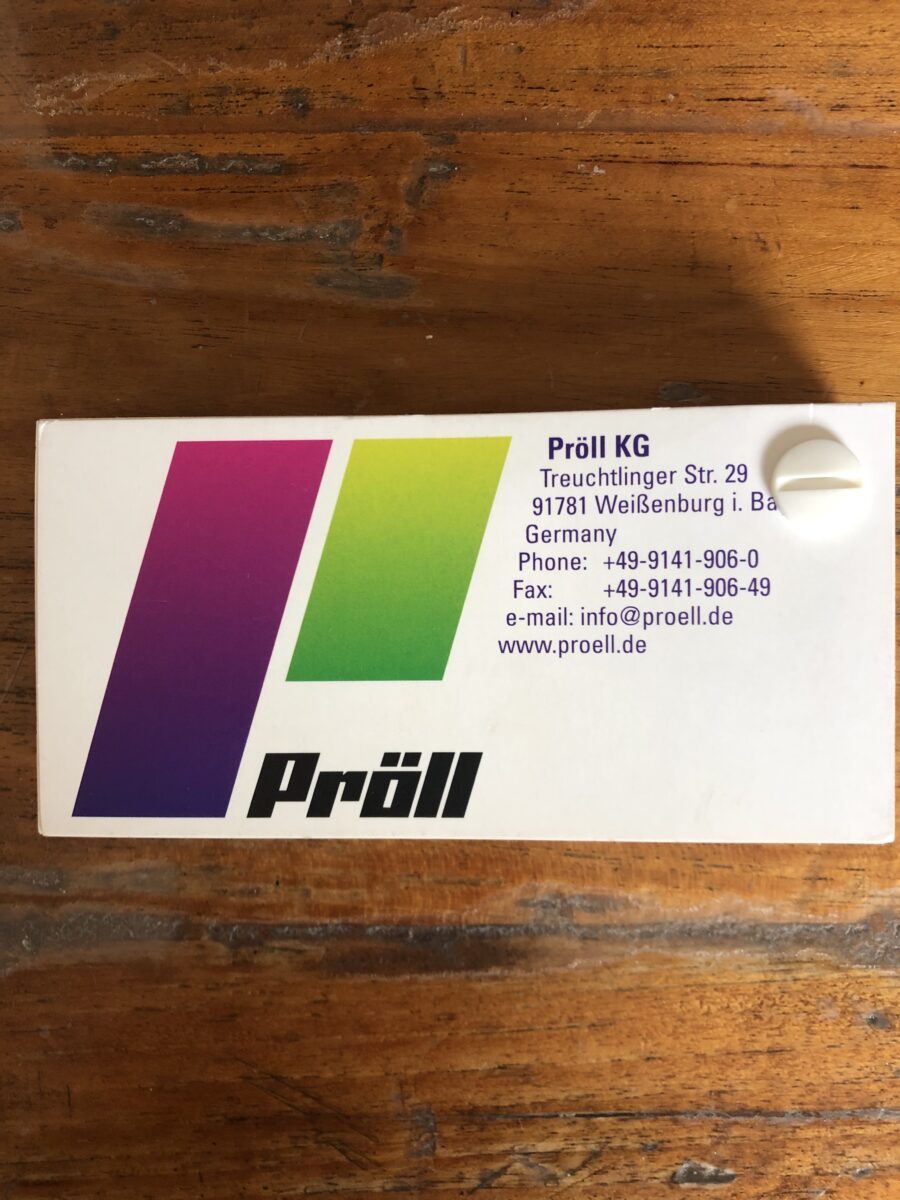 Pröll KG
Treuchtlinger Str. 29
91781 Weißenburg i. Ba
Germany
Phone: +49-9141-906-0
Fax: +49-9141-906-49
e-mail: info@proell.de
www.proell.de
Pröll